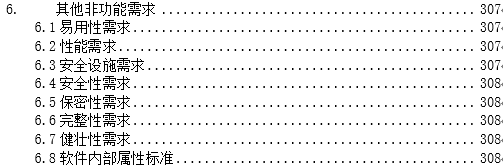 6. 其他非功能需求 ........................................ 307
6.1 易用性需求........................................ 307
6.2 性能需求.......................................... 307
6.3 安全设施需求...................................... 307
6.4 安全性需求........................................ 308
6.5 保密性需求........................................ 308
6.6 完整性需求........................................ 308
6.7 健壮性需求........................................ 308
6.8 软件内部属性标准.................................. 308